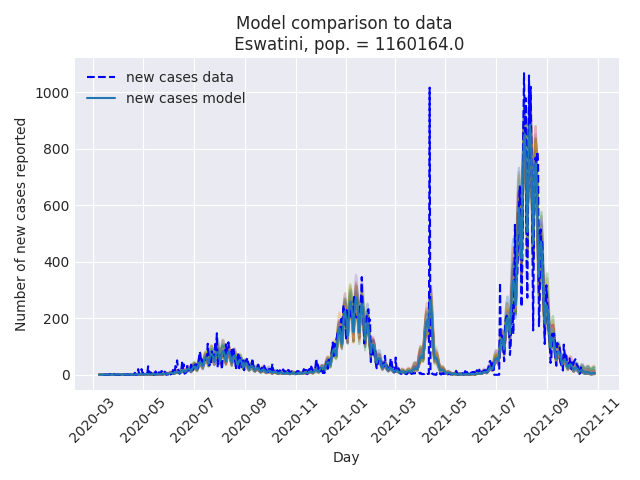 Model comparison to data
Eswatini, pop. = 1160164.0
new cases data
new cases model
Number of new cases reported
1000
800
600
400
200
0
2020-03
2020-05
2020-07
2020-09
2020-11
2021-01
2021-03
2021-05
2021-07
2021-09
2021-11
Day